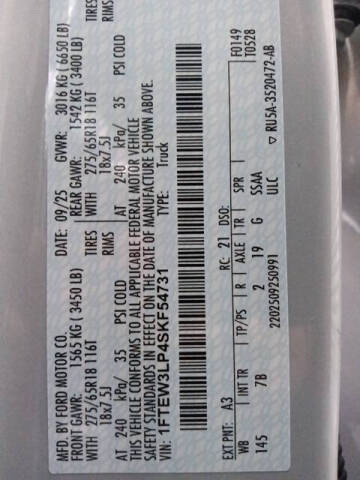 MFD. BY FORD MOTOR CO.
DATE: 09/25 GVWR: 3016 KG ( 6650 LB)
FRONT GAWR: 1565 KG ( 3450 LB) REAR GAWR: 1542 KG ( 3400 LB)
WITH 275/65R18 116T TIRES WITH 275/65R18 116T TIRES
18x7.5J RIMS 18x7.5J RIMS
AT 240 kPa/ 35 PSI COLD AT 240 kPa/ 35 PSI COLD
THIS VEHICLE CONFORMS TO ALL APPLICABLE FEDERAL MOTOR VEHICLE
SAFETY STANDARDS IN EFFECT ON THE DATE OF MANUFACTURE SHOWN ABOVE.
VIN: 1FTEW3LP4SKF54731 TYPE: Truck
F0149
T0528
EXT PNT: A3 RC: 21 DSO:
WB INT TR TP/PS R AXLE TR SPR
145 7B 2 19 G SSAA
2202509250991 ULC
▽ RU5A-3520472-AB